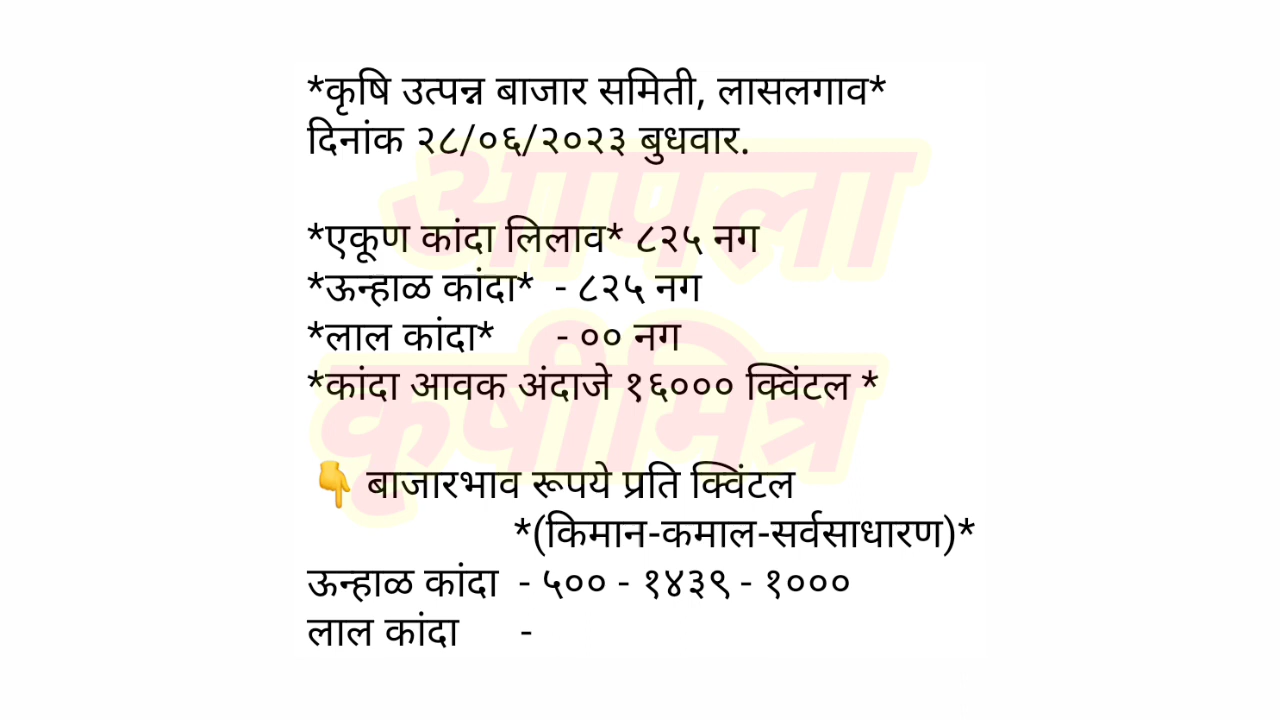 *कृषि उत्पन्न बाजार समिती, लासलगाव*
दिनांक २८/०६/२०२३ बुधवार.
*एकूण कांदा लिलाव* ८२५ नग
*ऊन्हाळ कांदा* - ८२५ नग
*लाल कांदा* - ०० नग
*कांदा आवक अंदाजे १६००० क्विंटल *
👇 बाजारभाव रूपये प्रति क्विंटल
*(किमान-कमाल-सर्वसाधारण)*
ऊन्हाळ कांदा - ५०० - १४३९ - १०००
लाल कांदा -
आपला
कृषीमित्र